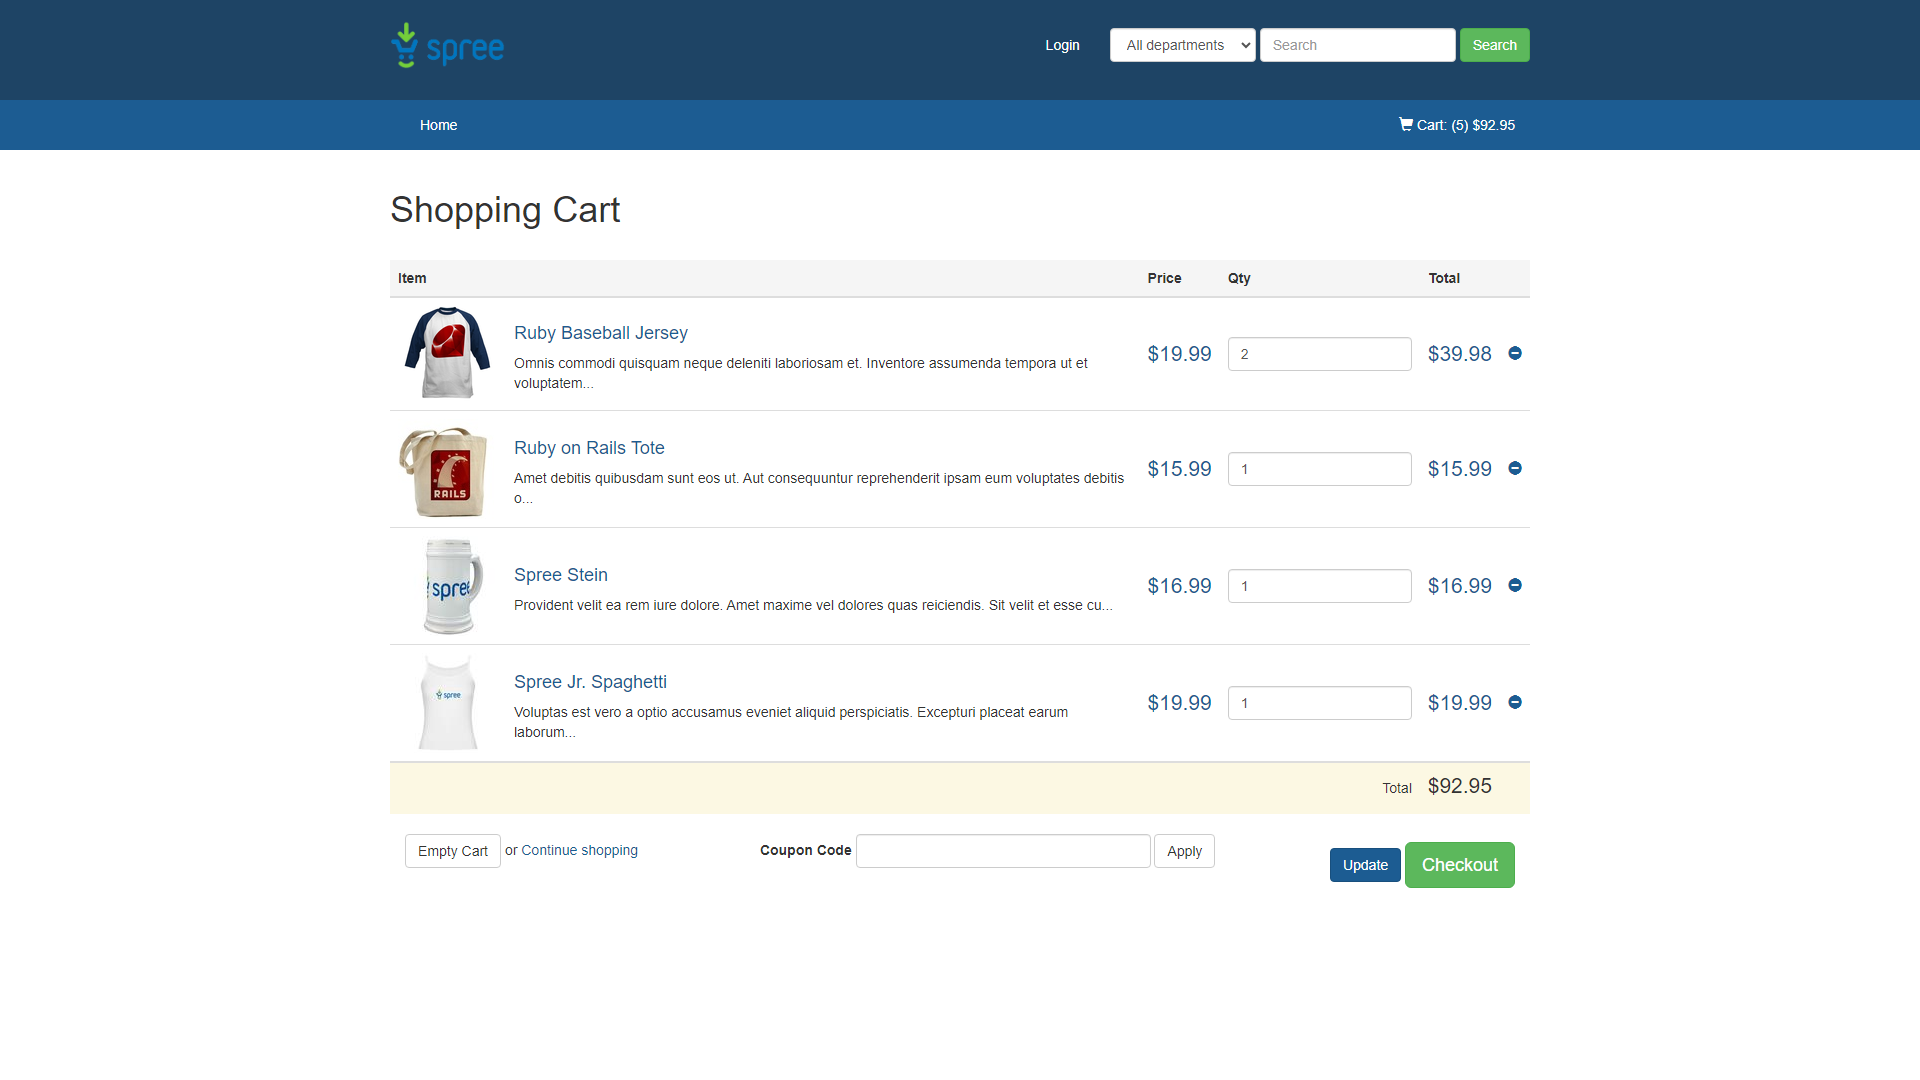 spree
Login
All departments
Search
Search
Home
Cart: (5) $92.95
Shopping Cart
Item Price Qty Total
Ruby Baseball Jersey
Omnis commodi quisquam neque deleniti laboriosam et. Inventore assumenda tempora ut et
voluptatem...
$19.99 2 $39.98
RAILS
Ruby on Rails Tote
Amet debitis quibusdam sunt eos ut. Aut consequuntur reprehenderit ipsam eum voluptates debitis
o...
$15.99 1 $15.99
spree
Spree Stein
Provident velit ea rem iure dolore. Amet maxime vel dolores quas reiciendis. Sit velit et esse cu...
$16.99 1 $16.99
spree
Spree Jr. Spaghetti
Voluptas est vero a optio accusamus eveniet aliquid perspiciatis. Excepturi placeat earum
laborum...
$19.99 1 $19.99
Total $92.95
Empty Cart or Continue shopping
Coupon Code Apply
Update Checkout